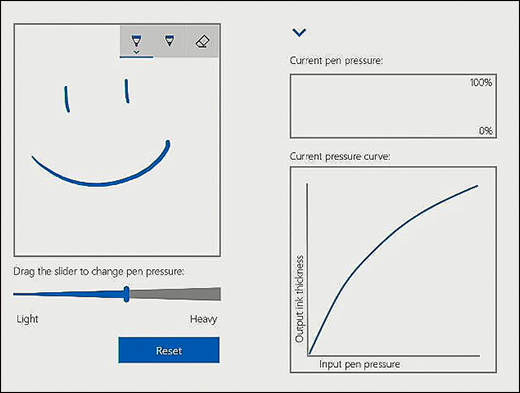 Current pen pressure:
100%
0%
Current pressure curve:
Output ink thickness
Input pen pressure
Drag the slider to change pen pressure:
Light
Heavy
Reset